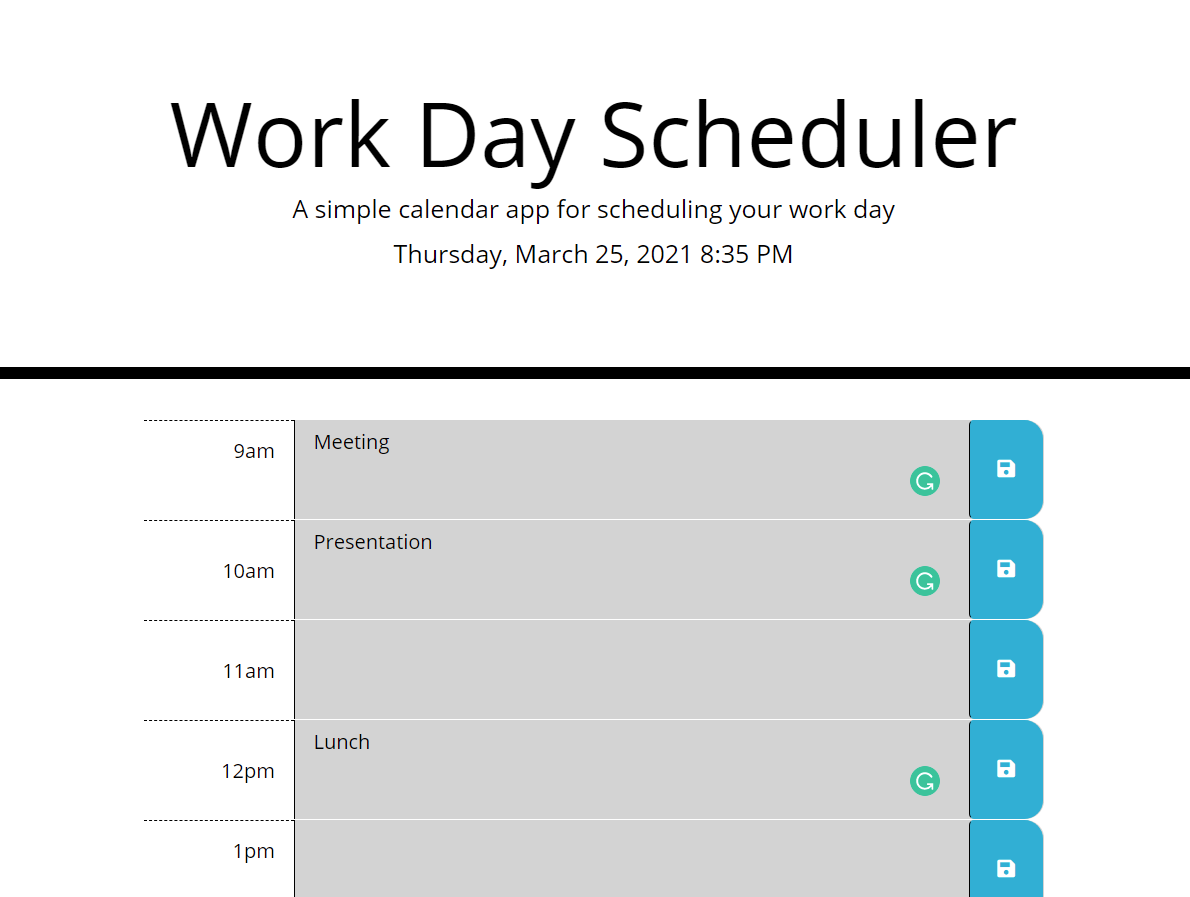 Work Day Scheduler
A simple calendar app for scheduling your work day
Thursday, March 25, 2021 8:35 PM
9am Meeting
10am Presentation
11am
12pm Lunch
1pm